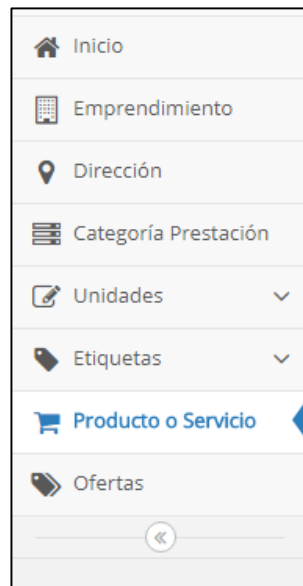 Inicio
Emprendimiento
Dirección
Categoría Prestación
Unidades
Etiquetas
Producto o Servicio
Ofertas